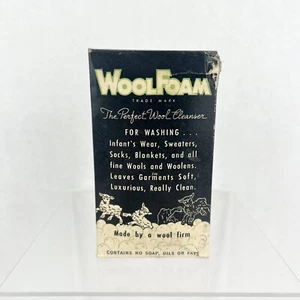 WOOLFOAM
TRADE MARK
The Perfect Wool Cleanser
FOR WASHING...
Infant's Wear, Sweaters,
Socks, Blankets, and all
fine Wools and Woolens.
Leaves Garments Soft,
Luxurious, Really Clean.
Made by a wool firm
CONTAINS NO SOAP, OILS OR FATS